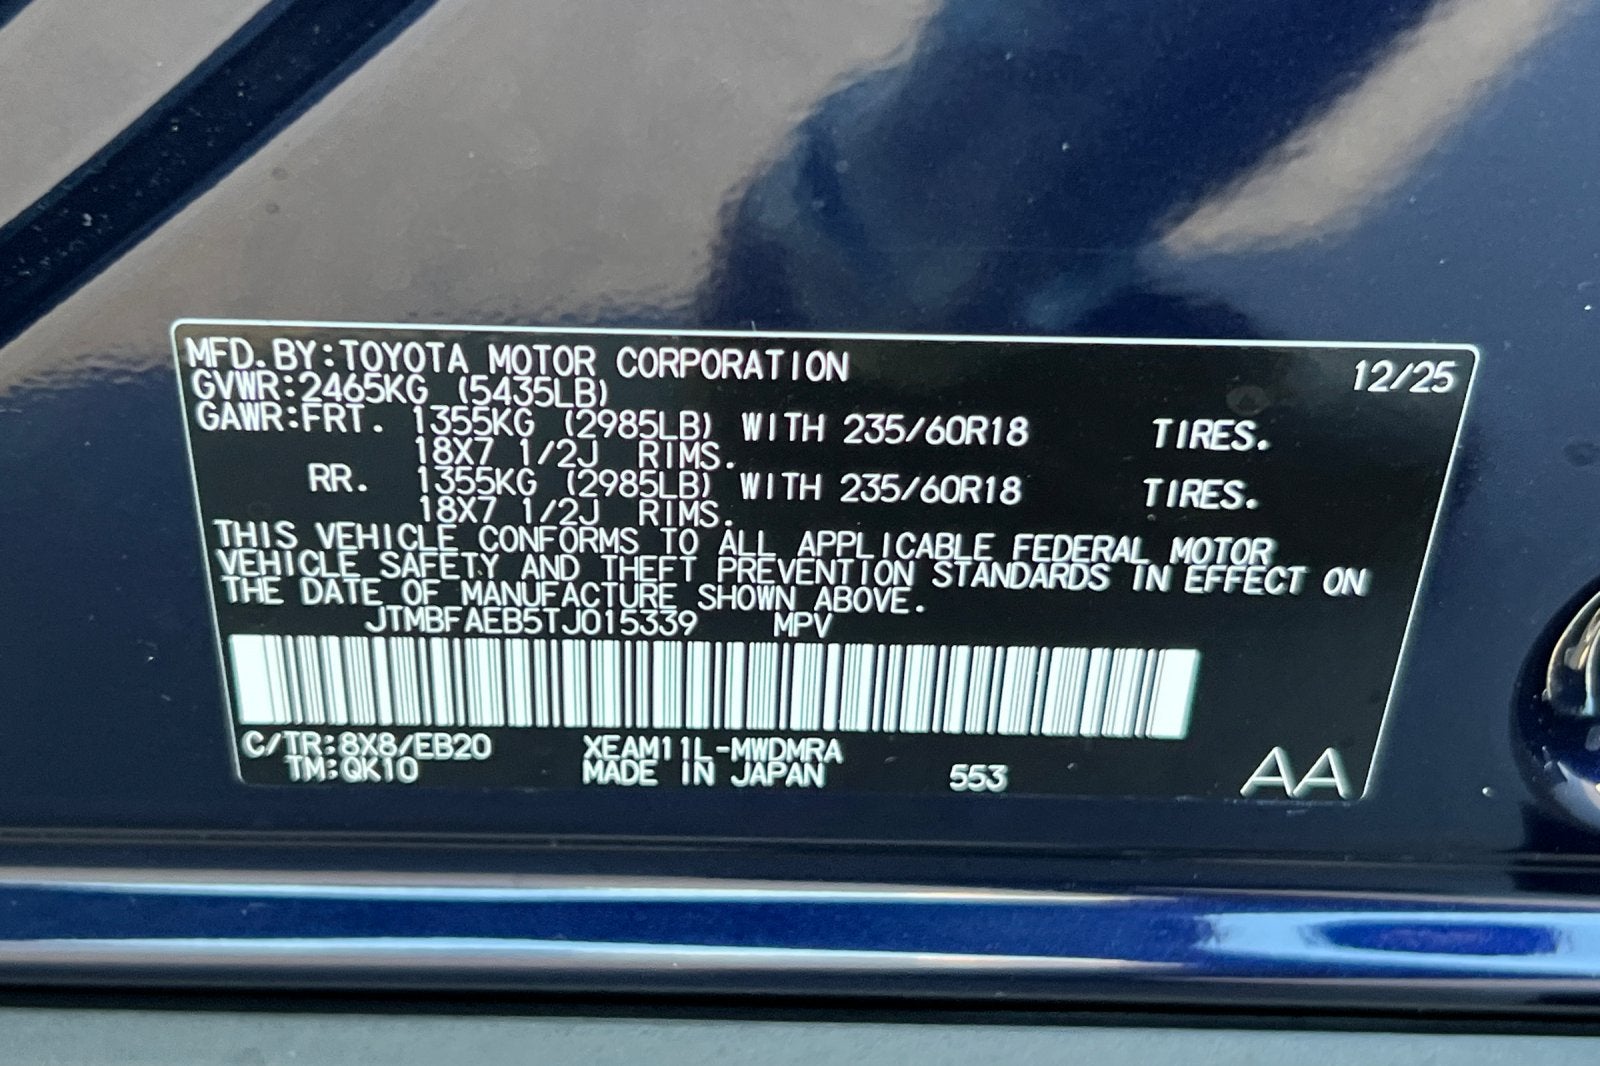 MFD. BY:TOYOTA MOTOR CORPORATION 12/25
GVWR:2465KG (5435LB)
GAWR:FRT. 1355KG (2985LB) WITH 235/60R18 TIRES.
18X7 1/2J RIMS.
RR. 1355KG (2985LB) WITH 235/60R18 TIRES.
18X7 1/2J RIMS.
THIS VEHICLE CONFORMS TO ALL APPLICABLE FEDERAL MOTOR
VEHICLE SAFETY AND THEFT PREVENTION STANDARDS IN EFFECT ON
THE DATE OF MANUFACTURE SHOWN ABOVE.
JTMBFAEB5TJ015339 MPV
C/TR:8X8/EB20 XEAM11L-MWDMRA
TM:QK10 MADE IN JAPAN 553 AA